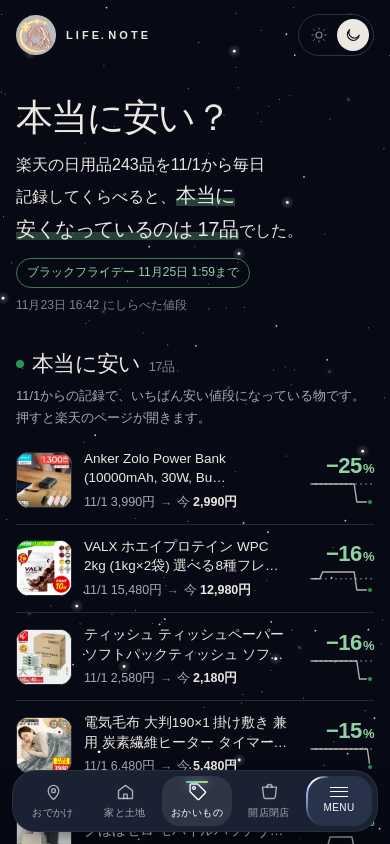 LIFE.NOTE
本当に安い？
楽天の日用品243品を11/1から毎日
記録してくらべると、本当に
安くなっているのは 17品でした。
ブラックフライデー 11月25日 1:59まで
11月23日 16:42 にしらべた値段
本当に安い 17品
11/1からの記録で、いちばん安い値段になっている物です。
押すと楽天のページが開きます。
Anker Zolo Power Bank
(10000mAh, 30W, Bu…
11/1 3,990円 → 今 2,990円
−25%
VALX ホエイプロテイン WPC
2kg (1kg×2袋) 選べる8種フレ…
11/1 15,480円 → 今 12,980円
−16%
ティッシュ ティッシュペーパー
ソフトパックティッシュ ソフ…
11/1 2,580円 → 今 2,180円
−16%
電気毛布 大判190×1 掛け敷き 兼
用 炭素繊維ヒーター タイマー…
11/1 6,480円 → 今 5,480円
−15%
おでかけ
家と土地
おかいもの
開店閉店
MENU